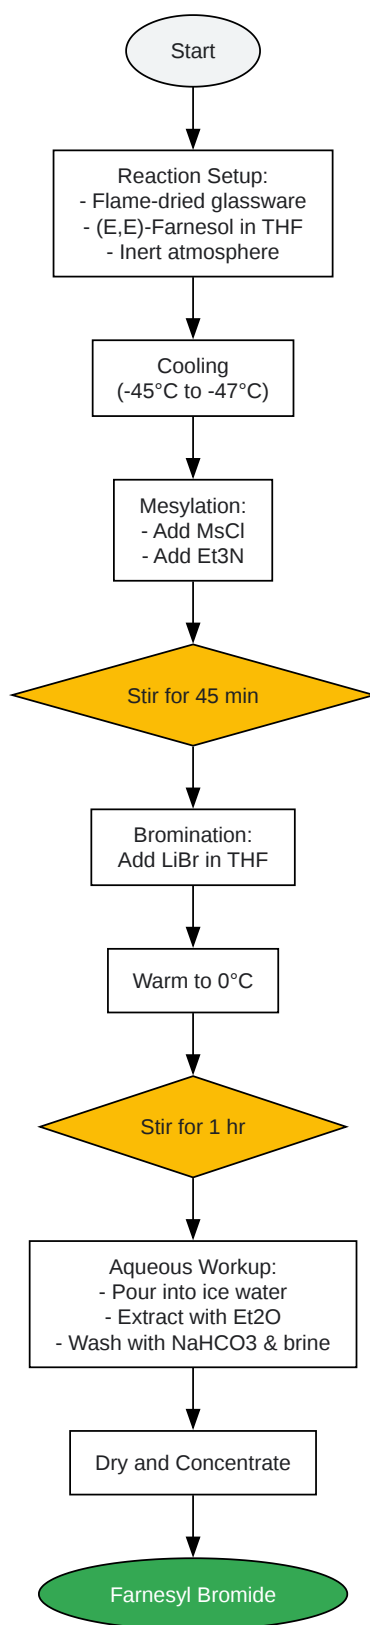 Start
Reaction Setup:
- Flame-dried glassware
- (E,E)-Farnesol in THF
- Inert atmosphere
Cooling
(-45°C to -47°C)
Mesylation:
- Add MsCl
- Add Et3N
Stir for 45 min
Bromination:
Add LiBr in THF
Warm to 0°C
Stir for 1 hr
Aqueous Workup:
- Pour into ice water
- Extract with Et2O
- Wash with NaHCO3 & brine
Dry and Concentrate
Farnesyl Bromide